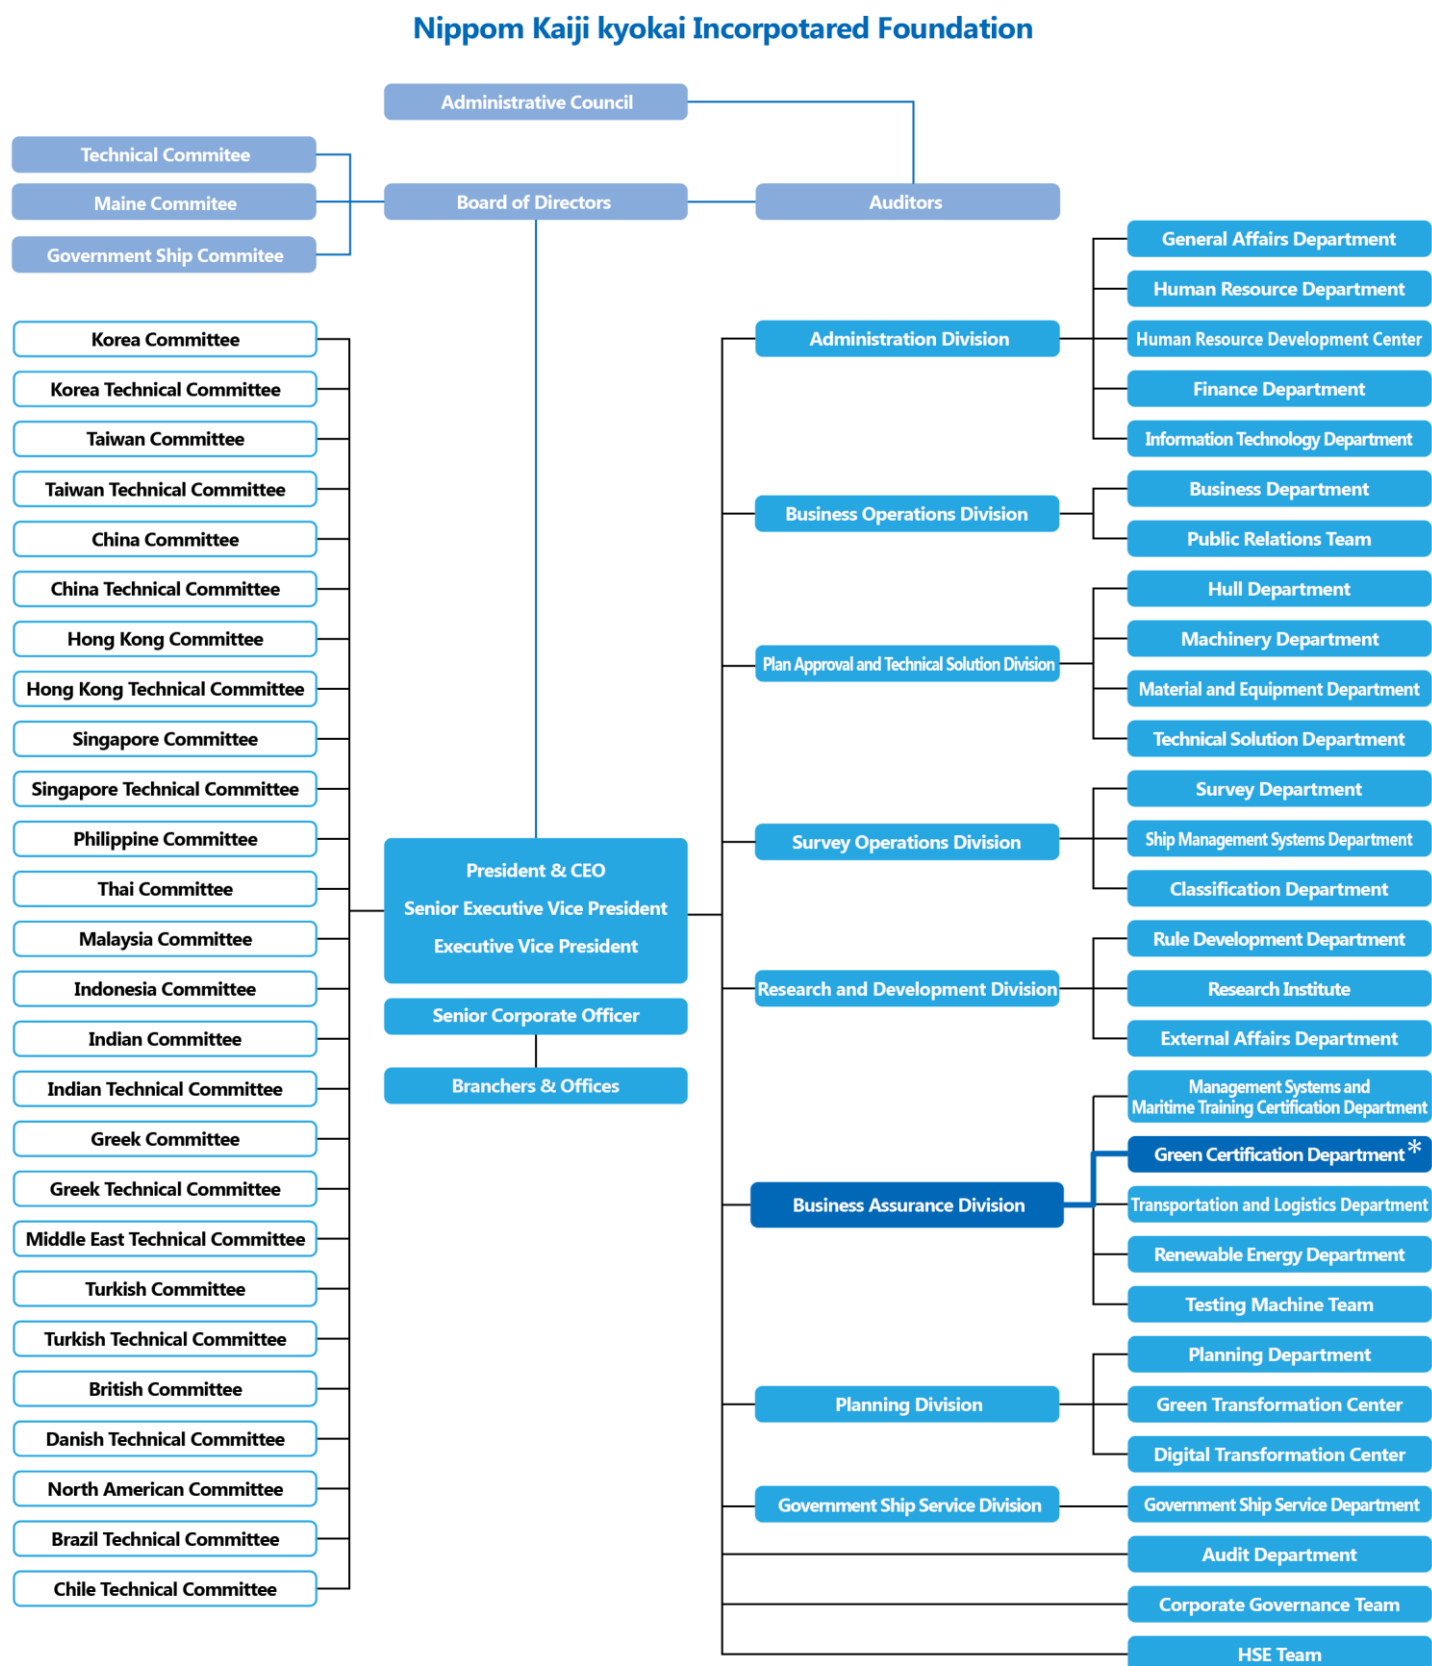 Nippom Kaiji kyokai Incorpotared Foundation
Administrative Council
Technical Commitee
Maine Commitee
Government Ship Commitee
Board of Directors
Auditors
Korea Committee
Korea Technical Committee
Taiwan Committee
Taiwan Technical Committee
China Committee
China Technical Committee
Hong Kong Committee
Hong Kong Technical Committee
Singapore Committee
Singapore Technical Committee
Philippine Committee
Thai Committee
Malaysia Committee
Indonesia Committee
Indian Committee
Indian Technical Committee
Greek Committee
Greek Technical Committee
Middle East Technical Committee
Turkish Committee
Turkish Technical Committee
British Committee
Danish Technical Committee
North American Committee
Brazil Technical Committee
Chile Technical Committee
President & CEO
Senior Executive Vice President
Executive Vice President
Senior Corporate Officer
Branchers & Offices
Administration Division
General Affairs Department
Human Resource Department
Human Resource Development Center
Finance Department
Information Technology Department
Business Operations Division
Business Department
Public Relations Team
Plan Approval and Technical Solution Division
Hull Department
Machinery Department
Material and Equipment Department
Technical Solution Department
Survey Operations Division
Survey Department
Ship Management Systems Department
Classification Department
Research and Development Division
Rule Development Department
Research Institute
External Affairs Department
Business Assurance Division
Management Systems and
Maritime Training Certification Department
Green Certification Department*
Transportation and Logistics Department
Renewable Energy Department
Testing Machine Team
Planning Division
Planning Department
Green Transformation Center
Digital Transformation Center
Government Ship Service Division
Government Ship Service Department
Audit Department
Corporate Governance Team
HSE Team